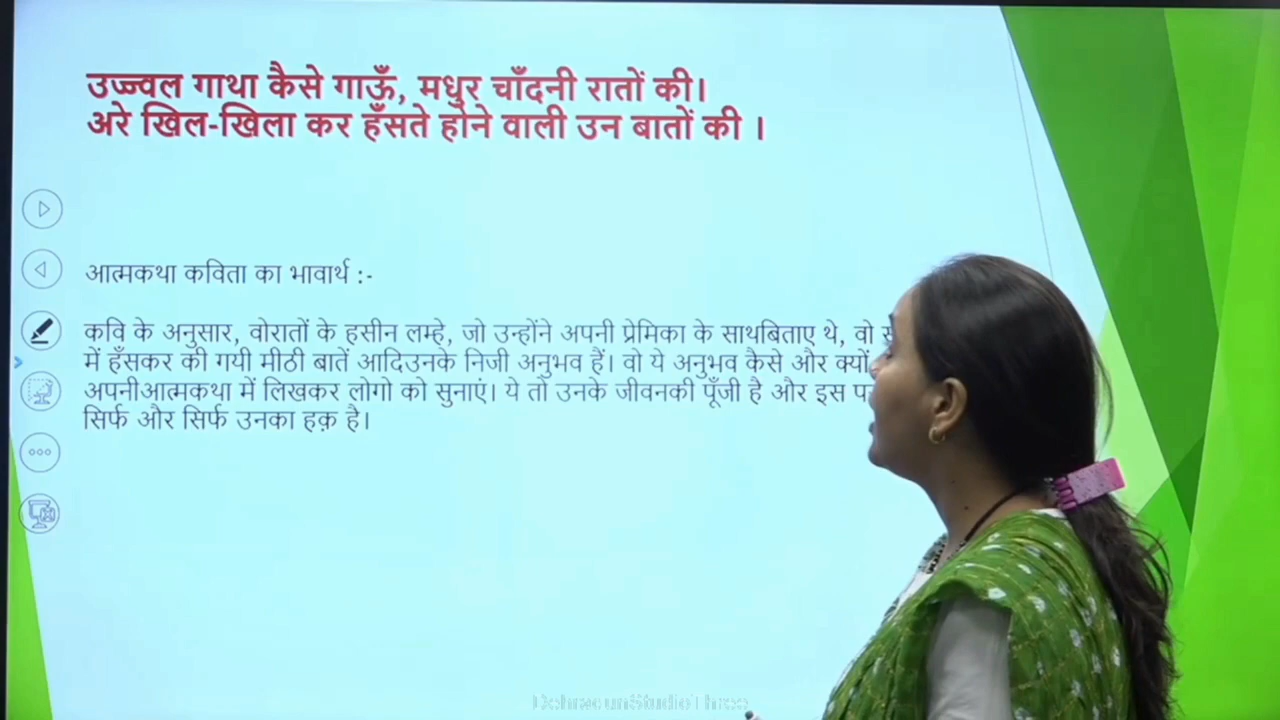 उज्ज्वल गाथा कैसे गाऊँ, मधुर चाँदनी रातों की।
अरे खिल-खिला कर हँसते होने वाली उन बातों की ।
आत्मकथा कविता का भावार्थ :-
कवि के अनुसार, वोरातों के हसीन लम्हे, जो उन्होंने अपनी प्रेमिका के साथबिताए थे, वो
में हँसकर की गयी मीठी बातें आदिउनके निजी अनुभव हैं। वो ये अनुभव कैसे और क्यों
अपनीआत्मकथा में लिखकर लोगो को सुनाएं। ये तो उनके जीवनकी पूँजी है और इस
सिर्फ और सिर्फ उनका हक़ है।